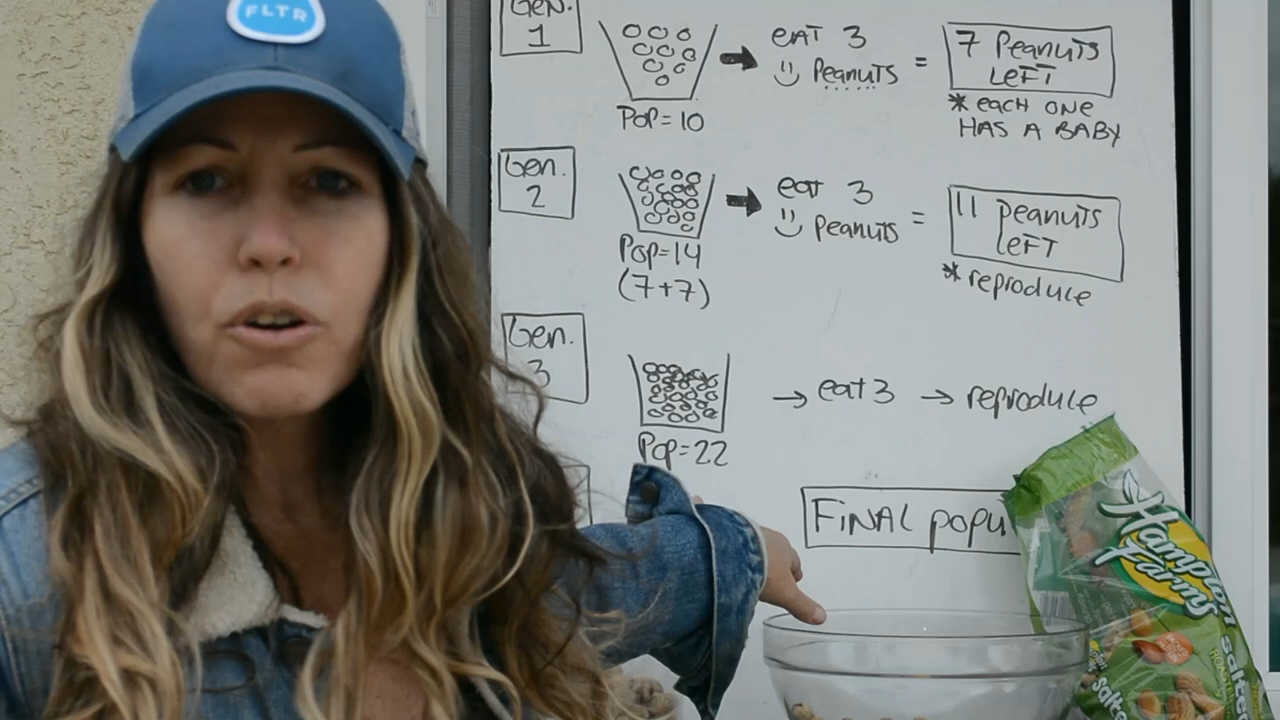 FLTR
Gen.
1
Pop=10
eat 3
Peanuts
=
7 Peanuts
Left
* each one
has a baby
Gen.
2
Pop=14
(7+7)
eat 3
Peanuts
=
11 peanuts
Left
* reproduce
Gen.
3
Pop=22
→ eat 3 → reproduce
Final popu
Hampton
Farms
salted
salte